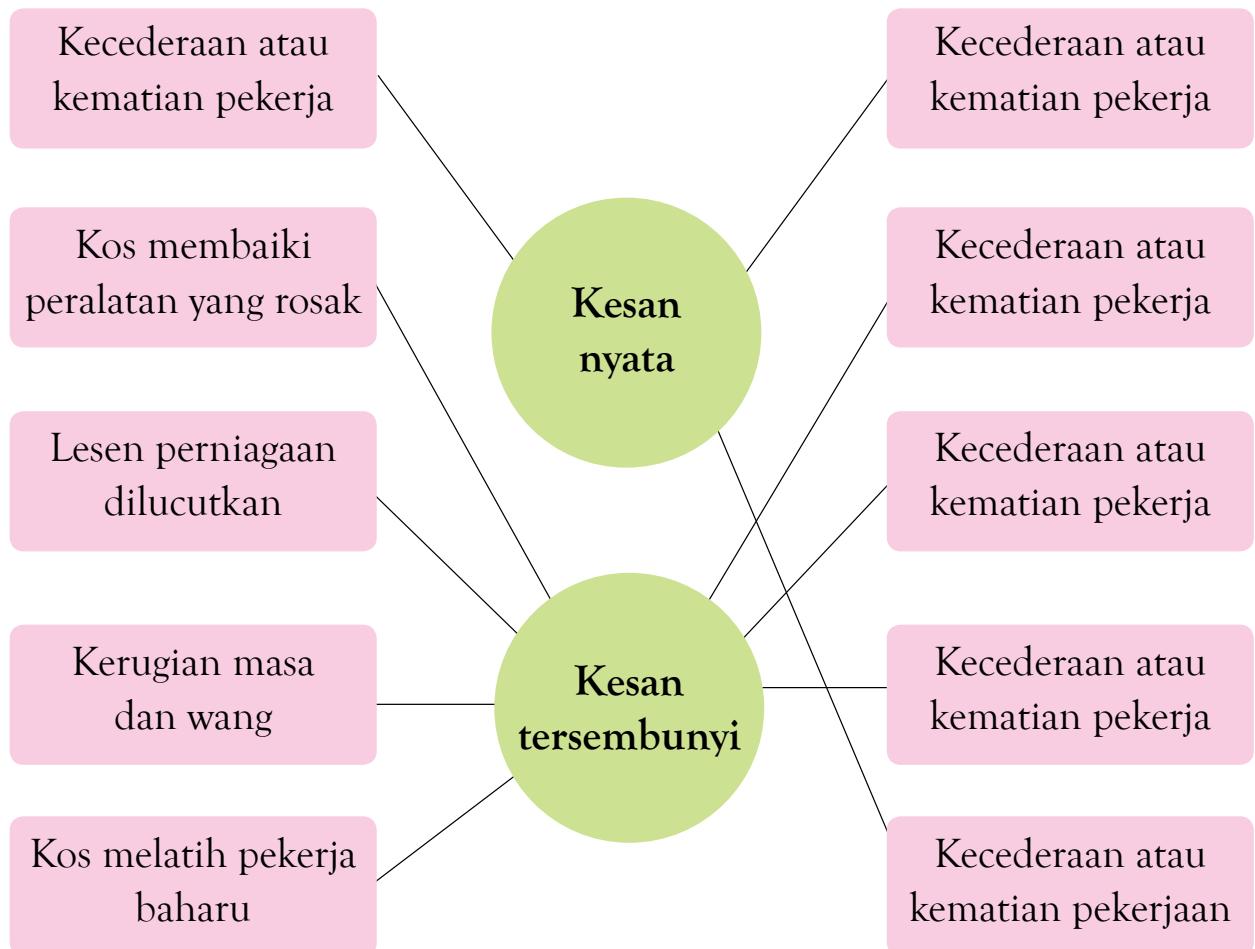 Kecederaan atau
kematian pekerja
Kos membaiki
peralatan yang rosak
Lesen perniagaan
dilucutkan
Kerugian masa
dan wang
Kos melatih pekerja
baharu
Kesan
nyata
Kesan
tersembunyi
Kecederaan atau
kematian pekerja
Kecederaan atau
kematian pekerja
Kecederaan atau
kematian pekerja
Kecederaan atau
kematian pekerja
Kecederaan atau
kematian pekerjaan